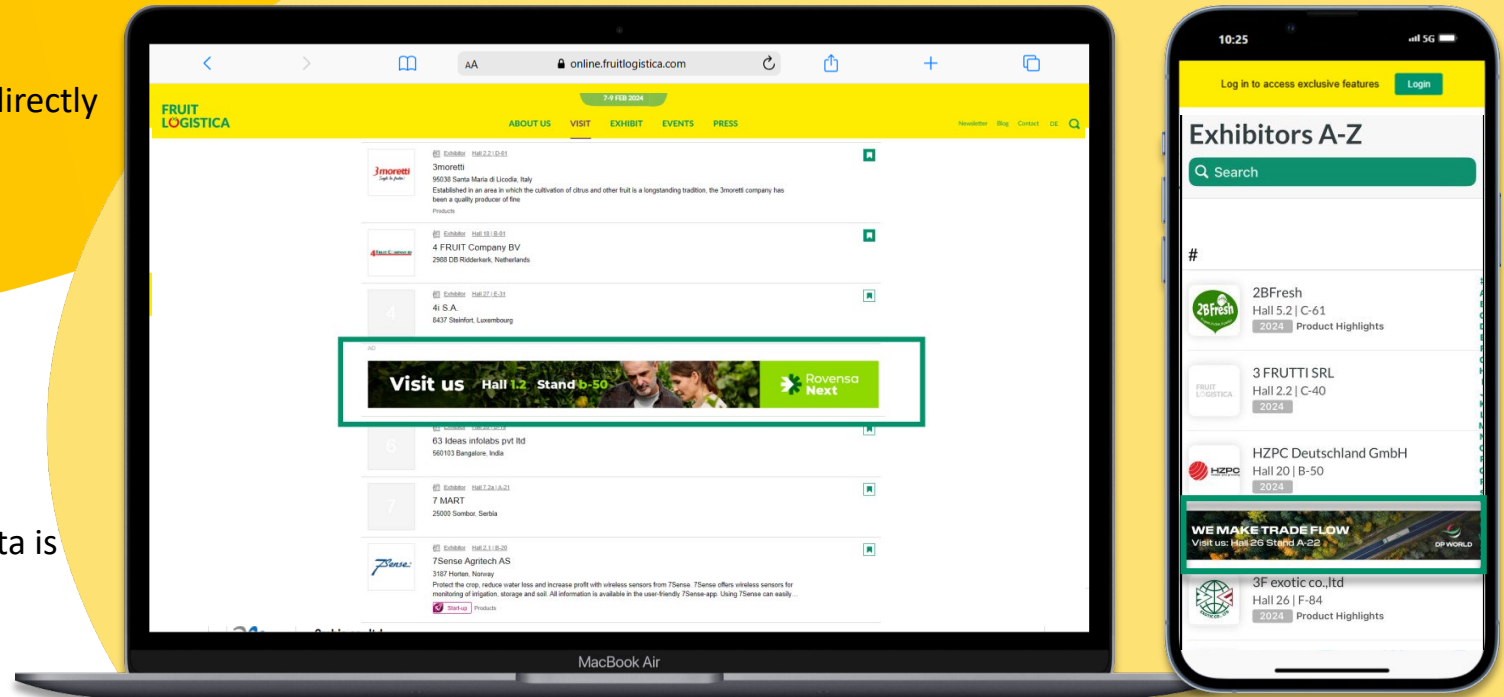 directly
ta is
AA
online.fruitlogistica.com
FRUIT
LOGISTICA
7-9 FEB 2024
ABOUT US VISIT EXHIBIT EVENTS PRESS
Newsletter Blog Contact DE
3moretti
Exhibitor Hall 2.2 | D-01
3moretti
95038 Santa Maria di Licodia, Italy
Established in an area in which the cultivation of citrus and other fruit is a longstanding tradition, the 3moretti company has
been a quality producer of fine
Products
Exhibitor Hall 18 | B-01
4 FRUIT Company BV
2988 DB Ridderkerk, Netherlands
4
Exhibitor Hall 27 | E-31
4i S.A.
8437 Steinfort, Luxembourg
AD
Visit us Hall 1.2 Stand b-50
Rovensa
Next
6
63 Ideas infolabs pvt ltd
560103 Bangalore, India
7
Exhibitor Hall 7.2a | A-21
7 MART
25000 Sombor, Serbia
7Sense
Exhibitor Hall 2.1 | B-20
7Sense Agritech AS
3187 Horten, Norway
Protect the crop, reduce water loss and increase profit with wireless sensors from 7Sense. 7Sense offers wireless sensors for
monitoring of irrigation, storage and soil. All information is available in the user-friendly 7Sense-app. Using 7Sense can easily...
Start-up Products
MacBook Air
10:25
5G
Log in to access exclusive features
Login
Exhibitors A-Z
Search
#
2BFresh
2BFresh
Hall 5.2 | C-61
2024 Product Highlights
FRUIT
LOGISTICA
3 FRUTTI SRL
Hall 2.2 | C-40
2024
HZPC
HZPC Deutschland GmbH
Hall 20 | B-50
2024
WE MAKE TRADE FLOW
Visit us: Hall 26 Stand A-22
DP WORLD
3F exotic co.,ltd
Hall 26 | F-84
2024 Product Highlights